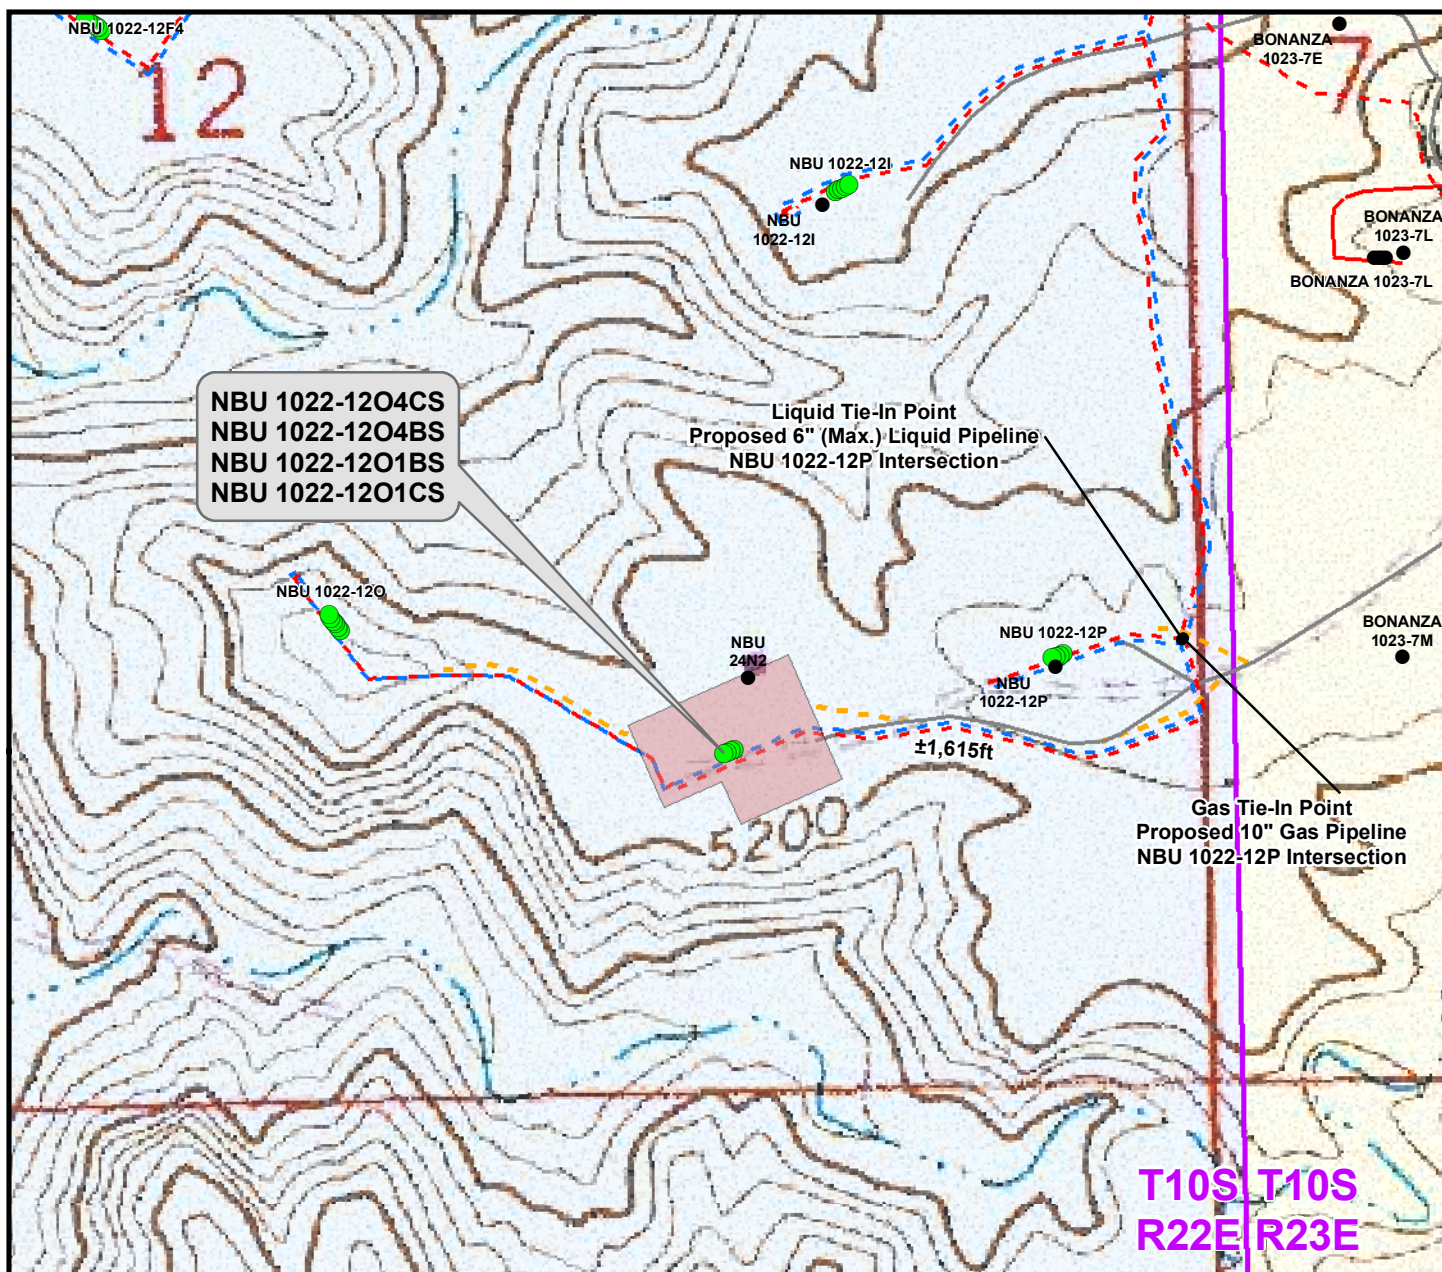 NBU 1022-12F4
12
BONANZA
1023-7E
7
NBU 1022-12I
NBU
1022-12I
BONANZA
1023-7L
BONANZA 1023-7L
NBU 1022-12O4CS
NBU 1022-12O4BS
NBU 1022-12O1BS
NBU 1022-12O1CS
Liquid Tie-In Point
Proposed 6" (Max.) Liquid Pipeline
NBU 1022-12P Intersection
NBU 1022-12O
NBU
24N2
NBU 1022-12P
NBU
1022-12P
BONANZA
1023-7M
±1,615ft
5200
Gas Tie-In Point
Proposed 10" Gas Pipeline
NBU 1022-12P Intersection
T10S T10S
R22E R23E